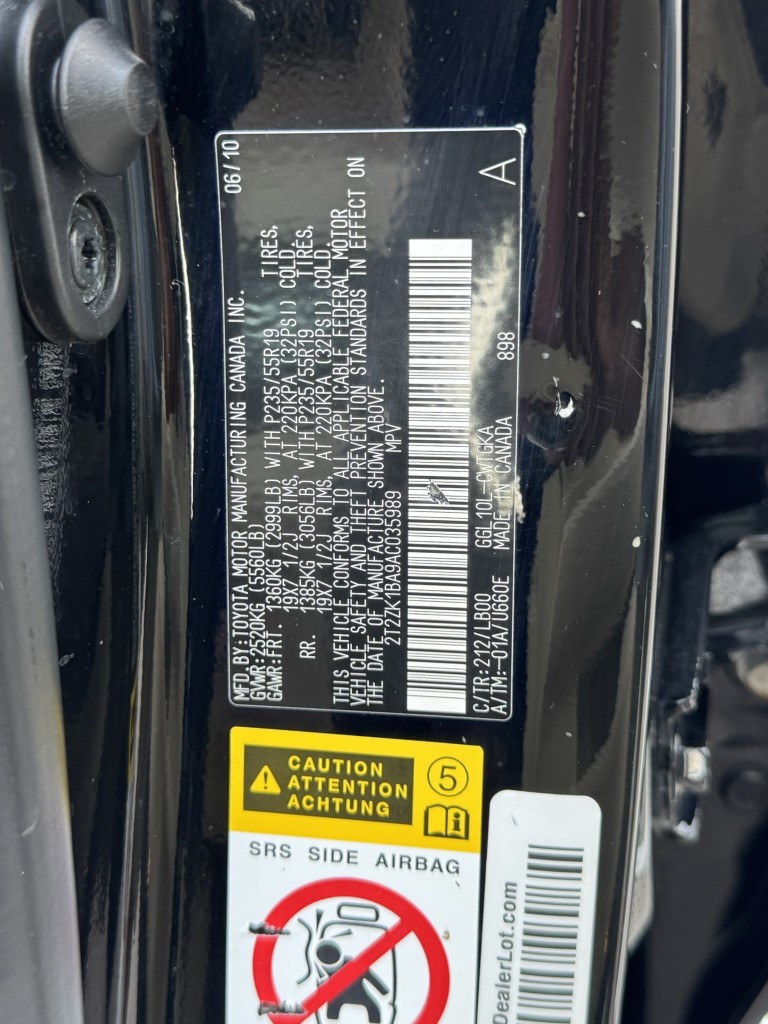 MFD.BY:TOYOTA MOTOR MANUFACTURING CANADA INC. 06/10
GVWR:2520KG (5560LB)
GAWR:FRT 1360KG (2999LB) WITH P235/55R19 TIRES,
19X7 1/2J RIMS, AT 220KPA (32PSI) COLD
RR. 1385KG (3056LB) WITH P235/55R19 TIRES,
19X7 1/2J RIMS, AT 220KPA (32PSI) COLD
THIS VEHICLE CONFORMS TO ALL APPLICABLE FEDERAL MOTOR
VEHICLE SAFETY AND THEFT PREVENTION STANDARDS IN EFFECT ON
THE DATE OF MANUFACTURE SHOWN ABOVE.
2T2ZK1BA9AC035989 MPV
A
C/TR:212/LB00 GGL10L-CWTGKA 898
A/TM:-01A/U660E MADE IN CANADA
CAUTION
ATTENTION
ACHTUNG
5
SRS SIDE AIRBAG
DealerLot.com